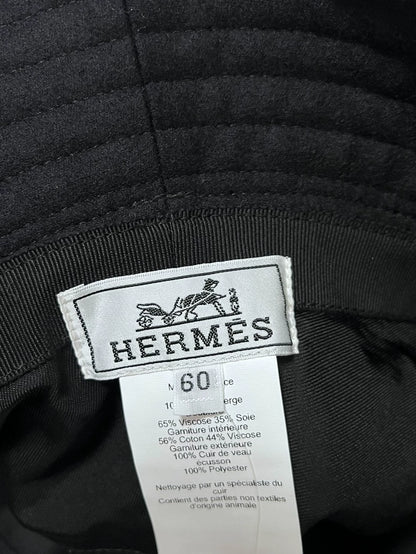 HERMES
60
65% Viscose 35% Soie
Garniture intérieure
56% Coton 44% Viscose
Garniture extérieure
100% Cuir de veau
écusson
100% Polyester
Nettoyage par un spécialiste du
cuir
Contient des parties non textiles
d'origine animale